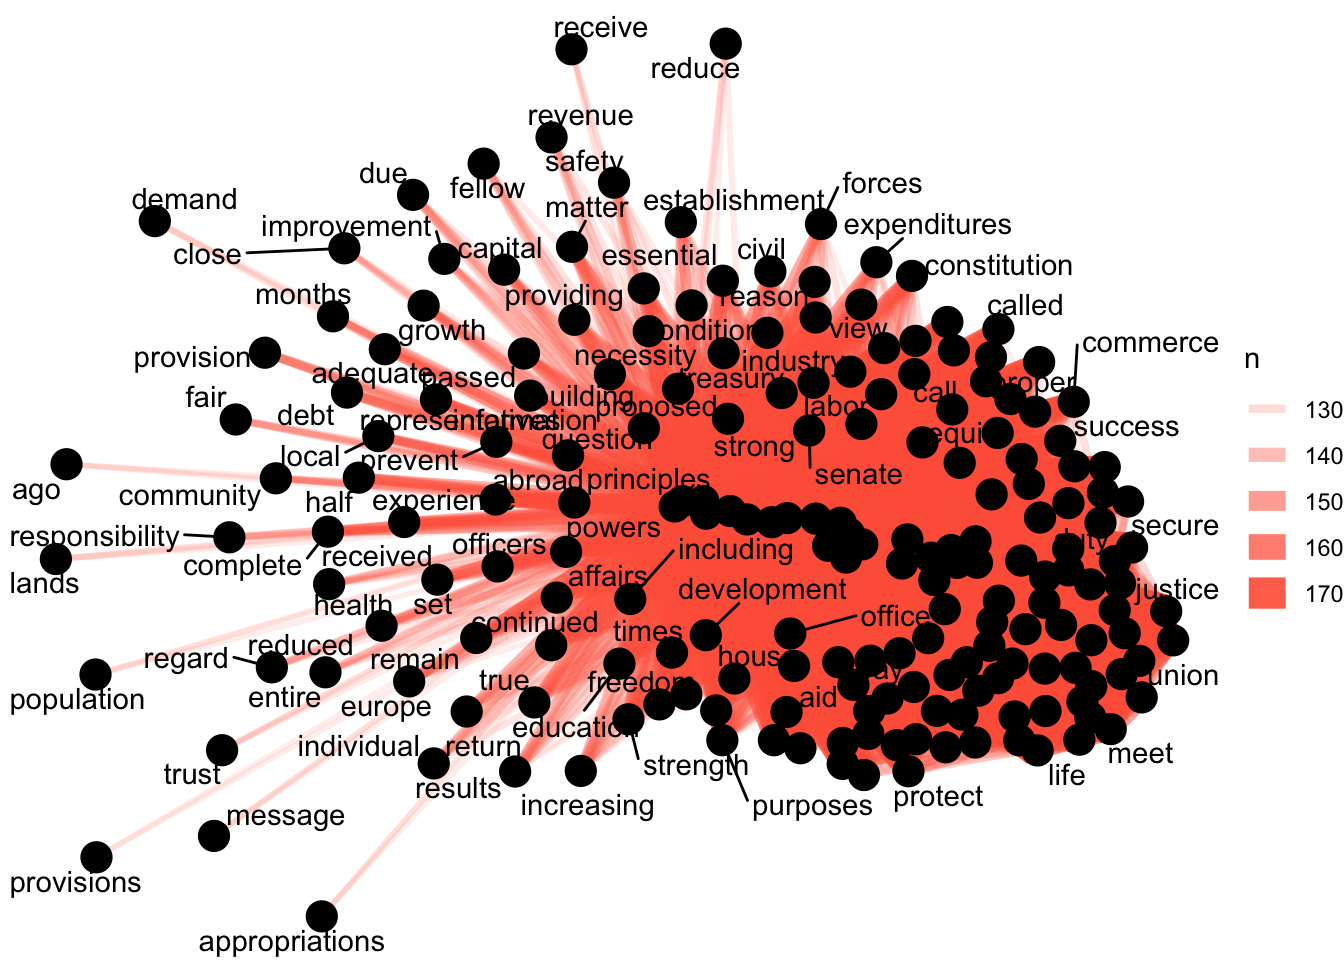 receive
reduce
revenue
safety
due
fellow
forces
demand
matter
establishment
improvement
expenditures
close
capital
essential
civil
constitution
months
providing
reason
called
growth
condition
view
commerce
provision
necessity
industry
n
adequate
passed
treasury
proper
fair
building
call
130
debt
representatives
information
proposed
labor
success
question
strong
equi
140
local
prevent
senate
ago
community
half
experience
abroad
principles
150
responsibility
powers
secure
complete
received
officers
including
duty
160
lands
affairs
development
justice
170
health
set
continued
times
office
regard
reduced
remain
hous
population
entire
europe
true
freedom
aid
union
individual
return
education
trust
results
strength
life
meet
message
increasing
purposes
protect
provisions
appropriations